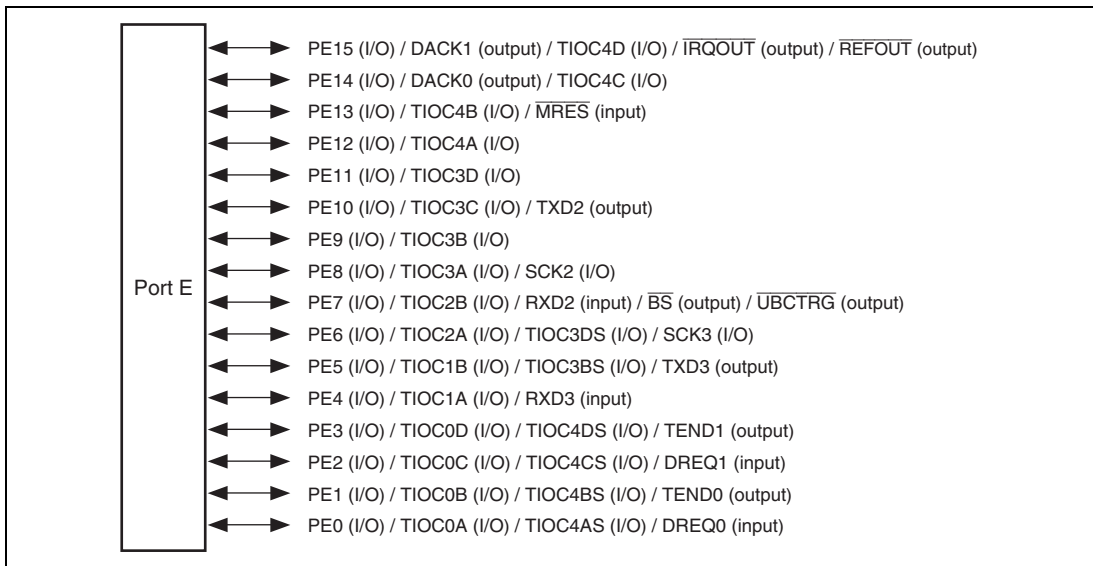 PE15 (I/O) / DACK1 (output) / TIOC4D (I/O) / IRQOUT (output) / REFOUT (output)
PE14 (I/O) / DACK0 (output) / TIOC4C (I/O)
PE13 (I/O) / TIOC4B (I/O) / MRES (input)
PE12 (I/O) / TIOC4A (I/O)
PE11 (I/O) / TIOC3D (I/O)
PE10 (I/O) / TIOC3C (I/O) / TXD2 (output)
PE9 (I/O) / TIOC3B (I/O)
PE8 (I/O) / TIOC3A (I/O) / SCK2 (I/O)
Port E
PE7 (I/O) / TIOC2B (I/O) / RXD2 (input) / BS (output) / UBCTRG (output)
PE6 (I/O) / TIOC2A (I/O) / TIOC3DS (I/O) / SCK3 (I/O)
PE5 (I/O) / TIOC1B (I/O) / TIOC3BS (I/O) / TXD3 (output)
PE4 (I/O) / TIOC1A (I/O) / RXD3 (input)
PE3 (I/O) / TIOC0D (I/O) / TIOC4DS (I/O) / TEND1 (output)
PE2 (I/O) / TIOC0C (I/O) / TIOC4CS (I/O) / DREQ1 (input)
PE1 (I/O) / TIOC0B (I/O) / TIOC4BS (I/O) / TEND0 (output)
PE0 (I/O) / TIOC0A (I/O) / TIOC4AS (I/O) / DREQ0 (input)